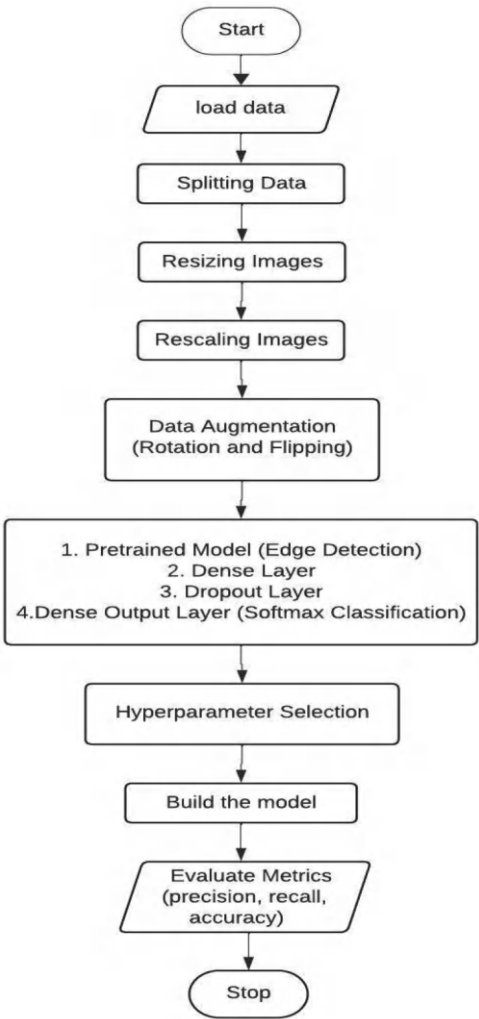 Start
load data
Splitting Data
Resizing Images
Rescaling Images
Data Augmentation
(Rotation and Flipping)
1. Pretrained Model (Edge Detection)
2. Dense Layer
3. Dropout Layer
4.Dense Output Layer (Softmax Classification)
Hyperparameter Selection
Build the model
Evaluate Metrics
(precision, recall,
accuracy)
Stop